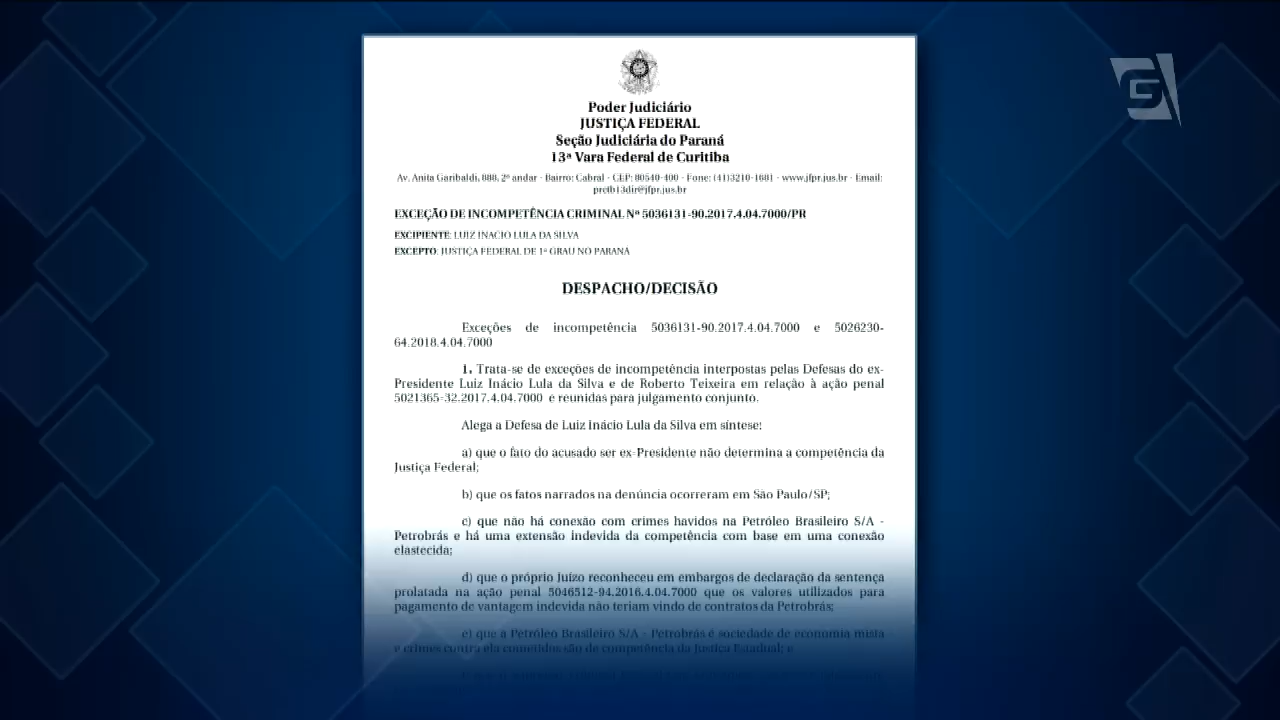 Poder Judiciário
JUSTIÇA FEDERAL
Seção Judiciária do Paraná
13ª Vara Federal de Curitiba
Av. Anita Garibaldi, 888, 2º andar - Bairro: Cabral - CEP: 80540-400 - Fone: (41)3210-1681 - www.jfpr.jus.br - Email:
prctb13dir@jfpr.jus.br
EXCEÇÃO DE INCOMPETÊNCIA CRIMINAL Nº 5036131-90.2017.4.04.7000/PR
EXCIPIENTE: LUIZ INACIO LULA DA SILVA
EXCEPTO: JUSTIÇA FEDERAL DE 1º GRAU NO PARANÁ
DESPACHO/DECISÃO
Exceções de incompetência 5036131-90.2017.4.04.7000 e 5026230-
64.2018.4.04.7000
1. Trata-se de exceções de incompetência interpostas pelas Defesas do ex-
Presidente Luiz Inácio Lula da Silva e de Roberto Teixeira em relação à ação penal
5021365-32.2017.4.04.7000 e reunidas para julgamento conjunto.
Alega a Defesa de Luiz Inácio Lula da Silva em síntese:
a) que o fato do acusado ser ex-Presidente não determina a competência da
Justiça Federal;
b) que os fatos narrados na denúncia ocorreram em São Paulo/SP;
c) que não há conexão com crimes havidos na Petróleo Brasileiro S/A -
Petrobrás e há uma extensão indevida da competência com base em uma conexão
elastecida;
d) que o próprio Juízo reconheceu em embargos de declaração da sentença
prolatada na ação penal 5046512-94.2016.4.04.7000 que os valores utilizados para
pagamento de vantagem indevida não teriam vindo de contratos da Petrobrás;
e) que a Petróleo Brasileiro S/A - Petrobrás é sociedade de economia mista
e crimes contra ela cometidos são de competência da Justiça Estadual; e